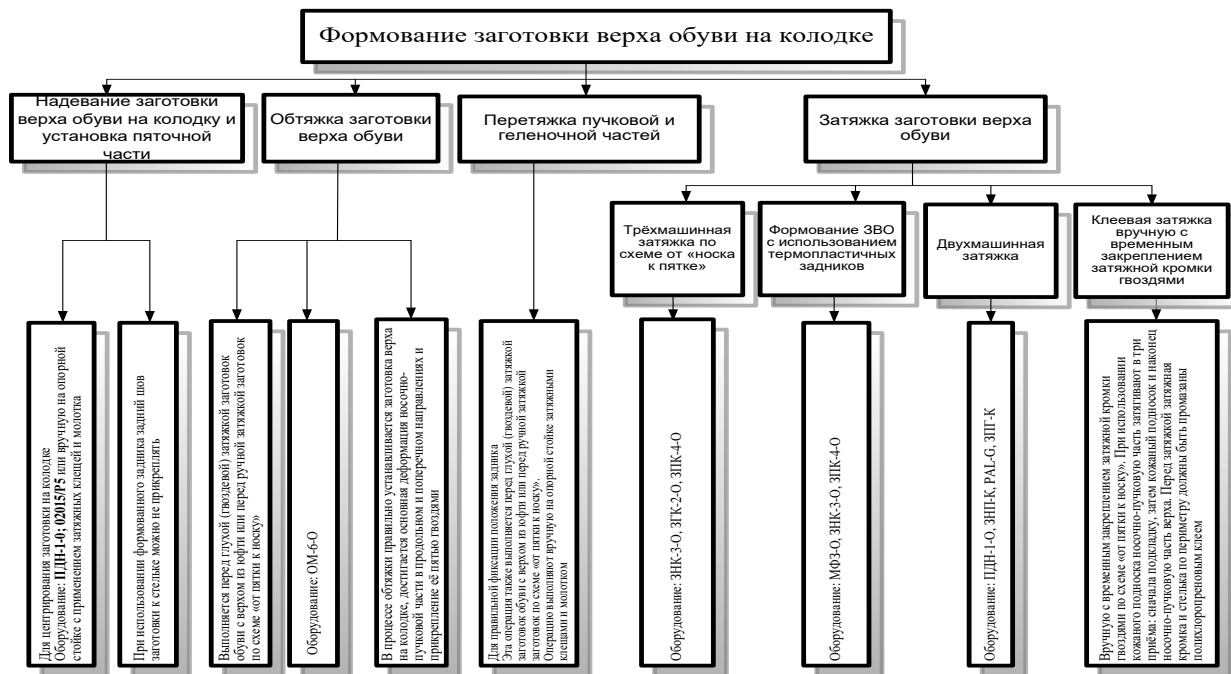 Формование заготовки верха обуви на колодке
Надевание заготовки
верха обуви на колодку и
установка пяточной
части
Обтяжка заготовки
верха обуви
Перетяжка пучковой и
геленочной частей
Затяжка заготовки верха
обуви
Трёхмашинная
затяжка по
схеме от «носка
к пятке»
Формование ЗВО
с использованием
термопластичных
задников
Двухмашинная
затяжка
Клеевая затяжка
вручную с
временным
закреплением
затяжной кромки
гвоздями
Для центрирования заготовки на колодке
Оборудование: ПДН-1-0; 02015/Р5 или вручную на опорной
стойке с применением затяжных клещей и молотка
При использовании формованного задника задний шов
заготовки к стельке можно не прикреплять
Выполняется перед глухой (гвоздевой) затяжкой заготовок
обуви с верхом из юфти или перед ручной затяжкой заготовок
по схеме «от пятки к носку»
Оборудование: ОМ-6-О
В процессе обтяжки правильно устанавливается заготовка верха
на колодке, достигается основная деформация носочно-
пучковой части в продольном и поперечном направлениях и
прикрепление её пятью гвоздями
Для правильной фиксации положения задника
Эта операция также выполняется перед глухой (гвоздевой) затяжкой
заготовок обуви с верхом из юфти или перед ручной затяжкой
заготовок по схеме «от пятки к носку».
Операцию выполняют вручную на опорной стойке затяжными
клещами и молотком
Оборудование: ЗНК-3-О, ЗГК-2-О, ЗПК-4-О
Оборудование: МФЗ-О, ЗНК-3-О, ЗПК-4-О
Оборудование: ПДН-1-О, ЗНП-К, PAL-G, ЗПГ-К
Вручную с временным закреплением затяжной кромки
гвоздями по схеме «от пятки к носку». При использовании
кожаного подноска носочно-пучковую часть затягивают в три
приёма: сначала подкладку, затем кожаный подносок и наконец
носочно-пучковую часть верха. Перед затяжкой затяжная
кромка и стелька по периметру должны быть промазаны
полихлоропреновым клеем